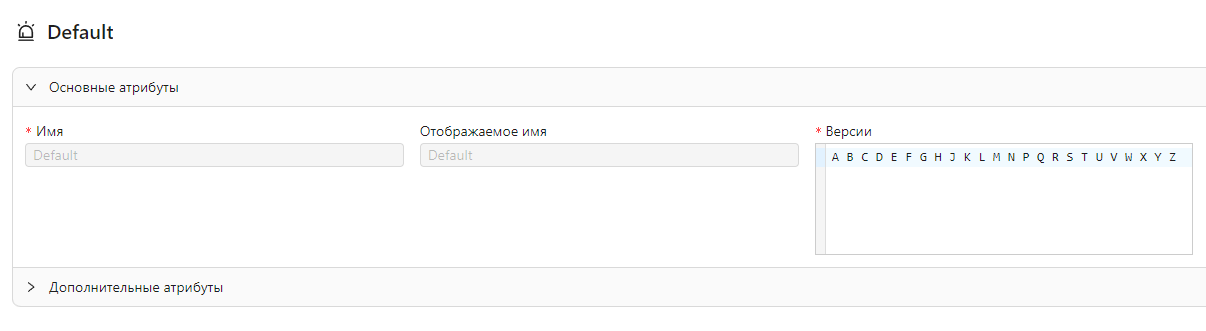 Default
Основные атрибуты
* Имя
Отображаемое имя
* Версии
Default
Default
A B C D E F G H J K L M N P Q R S T U V W X Y Z
Дополнительные атрибуты